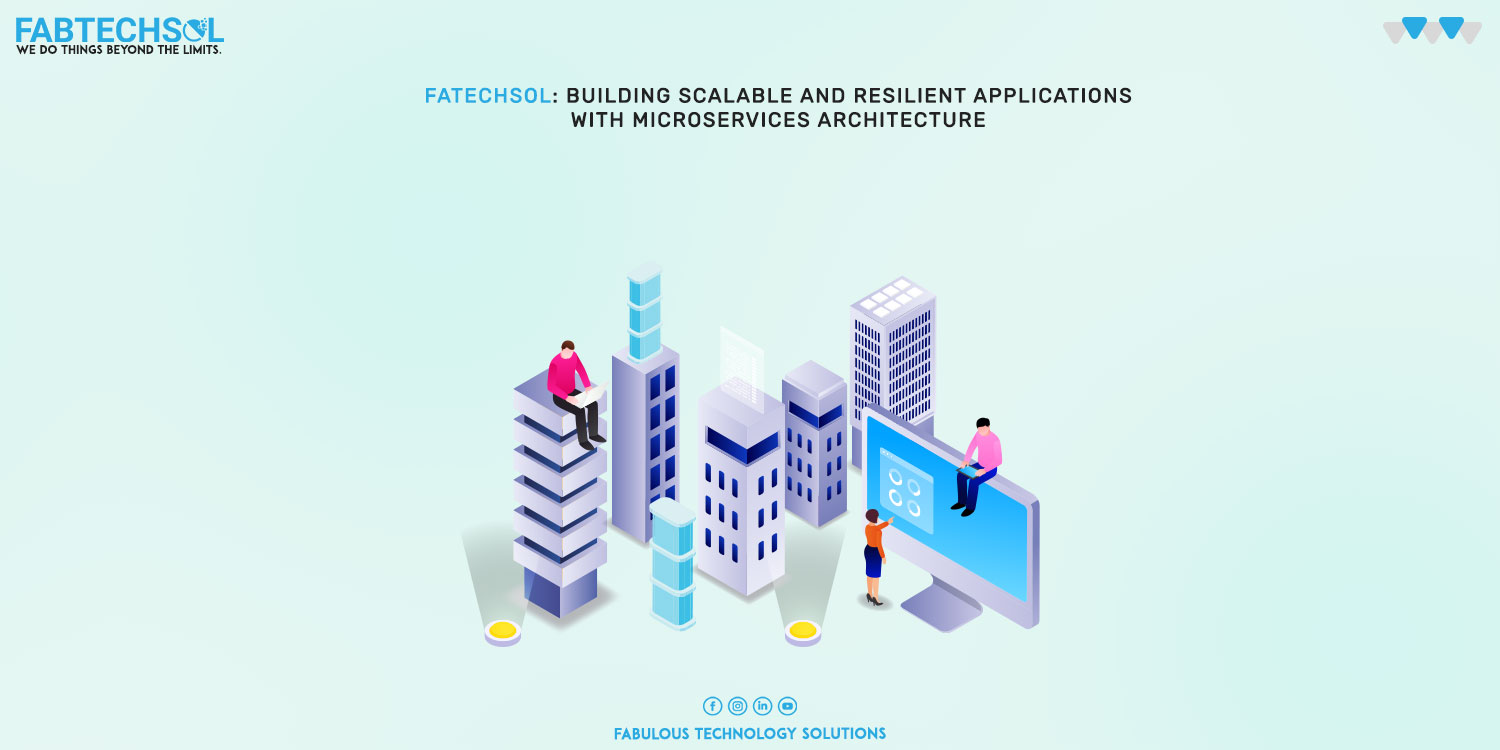 FABTECHSOL
WE DO THINGS BEYOND THE LIMITS.
FATECHSOL: BUILDING SCALABLE AND RESILIENT APPLICATIONS
WITH MICROSERVICES ARCHITECTURE
FABULOUS TECHNOLOGY SOLUTIONS